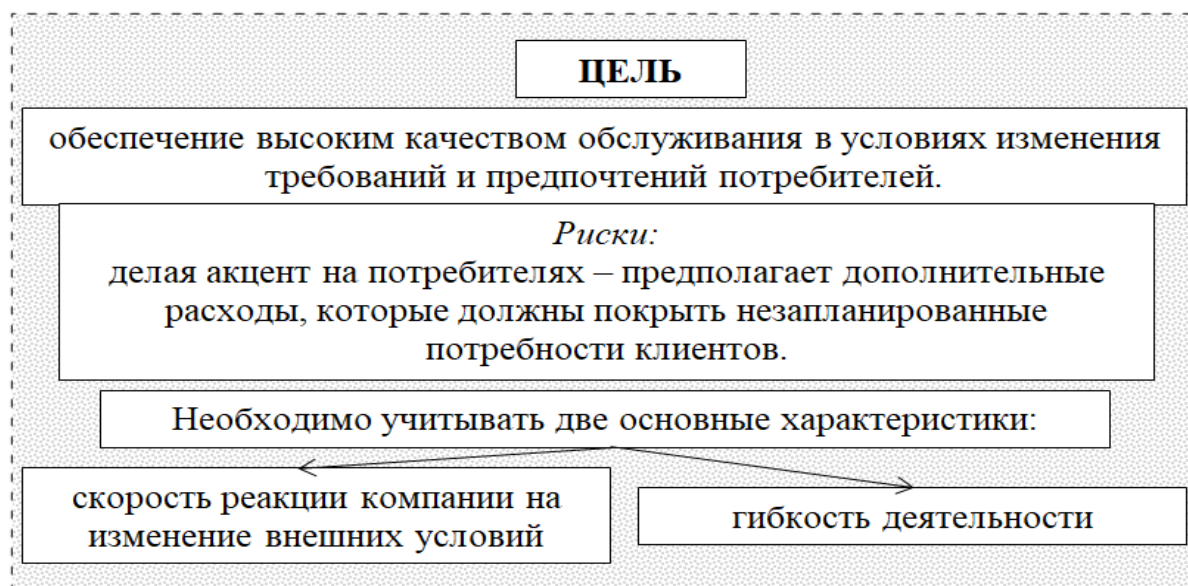 ЦЕЛЬ
обеспечение высоким качеством обслуживания в условиях изменения
требований и предпочтений потребителей.
Риски:
делая акцент на потребителях – предполагает дополнительные
расходы, которые должны покрыть незапланированные
потребности клиентов.
Необходимо учитывать две основные характеристики:
скорость реакции компании на
изменение внешних условий
гибкость деятельности